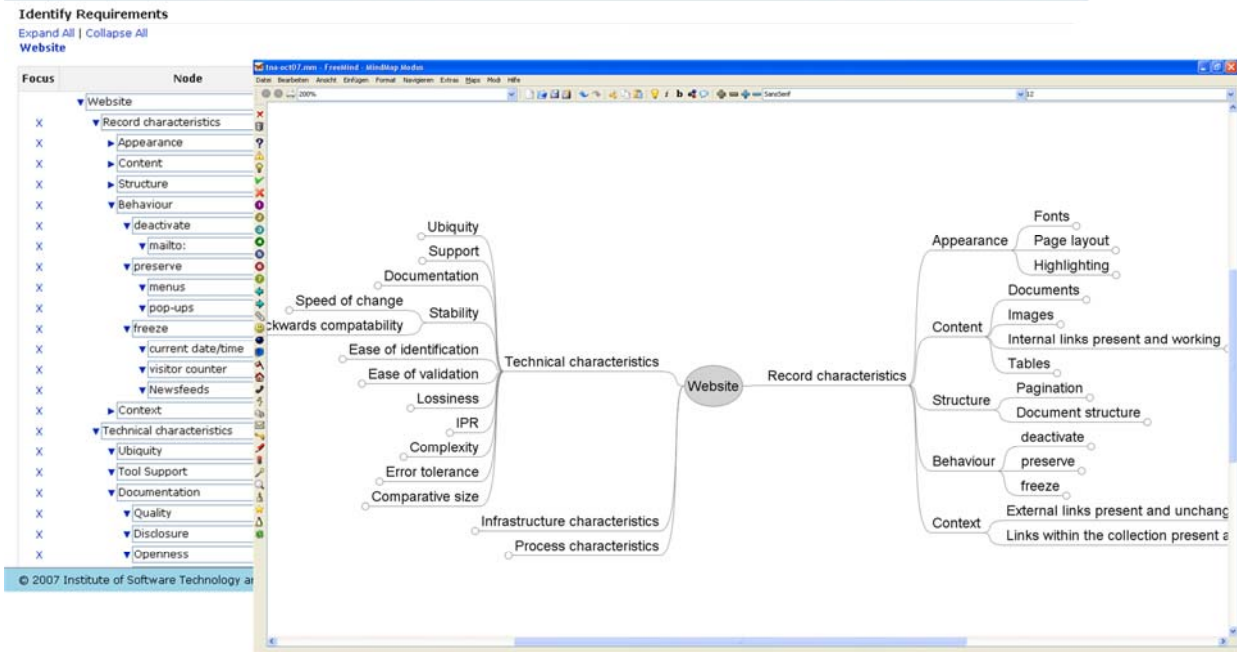 Identify Requirements
Expand All | Collapse All
Website
Focus Node
Website
X Record characteristics
X Appearance
X Content
X Structure
X Behaviour
X deactivate
X mailto:
X preserve
X menus
X pop-ups
X freeze
X current date/time
X visitor counter
X Newsfeeds
X Context
X Technical characteristics
X Ubiquity
X Tool Support
X Documentation
X Quality
X Disclosure
X Openness
© 2007 Institute of Software Technology
tna-oct07.mm - FreeMind - MindMap Modus
Datei Bearbeiten Ansicht Einfügen Format Navigieren Extras Maps Modi Hilfe
200% SansSerif 12
Ubiquity
Support
Documentation
Speed of change
Stability
ckwards compatability
Ease of identification
Ease of validation
Lossiness
IPR
Complexity
Error tolerance
Comparative size
Technical characteristics
Infrastructure characteristics
Process characteristics
Website
Record characteristics
Appearance
Fonts
Page layout
Highlighting
Content
Documents
Images
Internal links present and working
Tables
Structure
Pagination
Document structure
Behaviour
deactivate
preserve
freeze
Context
External links present and unchang
Links within the collection present a